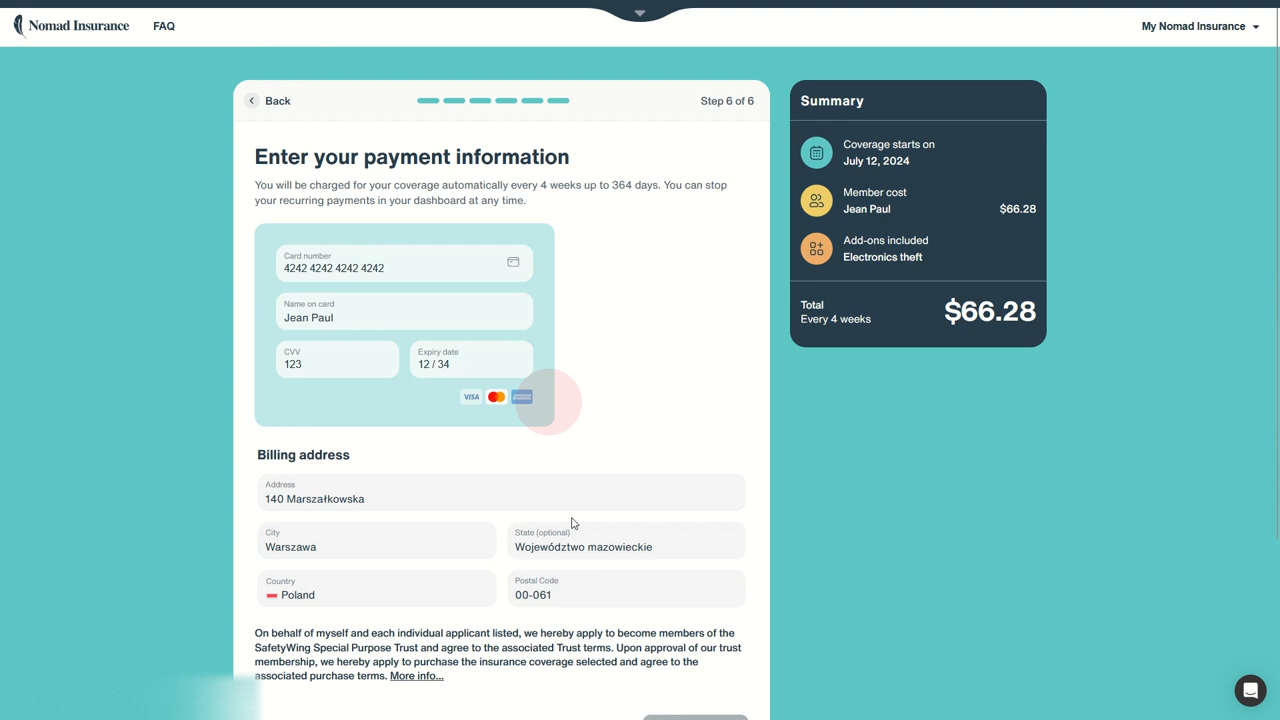 Nomad Insurance
FAQ
My Nomad Insurance
Back
Step 6 of 6
Enter your payment information
You will be charged for your coverage automatically every 4 weeks up to 364 days. You can stop
your recurring payments in your dashboard at any time.
Card number
4242 4242 4242 4242
Name on card
Jean Paul
CVV
123
Expiry date
12 / 34
VISA
Billing address
Address
140 Marszałkowska
City
Warszawa
State (optional)
Województwo mazowieckie
Country
Poland
Postal Code
00-061
On behalf of myself and each individual applicant listed, we hereby apply to become members of the
SafetyWing Special Purpose Trust and agree to the associated Trust terms. Upon approval of our trust
membership, we hereby apply to purchase the insurance coverage selected and agree to the
associated purchase terms. More info...
Summary
Coverage starts on
July 12, 2024
Member cost
Jean Paul $66.28
Add-ons included
Electronics theft
Total
Every 4 weeks
$66.28